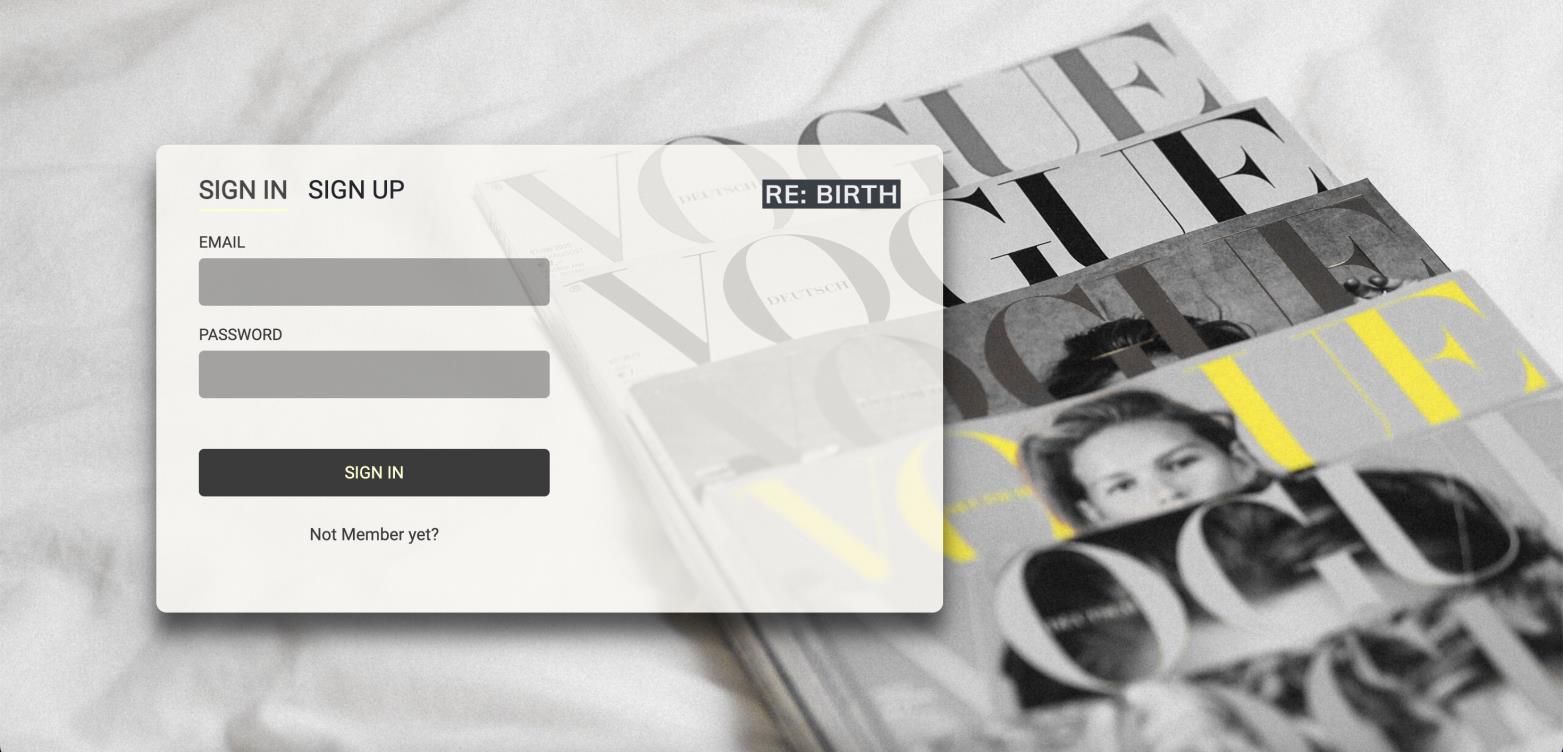 SIGN IN SIGN UP
RE: BIRTH
EMAIL
PASSWORD
SIGN IN
Not Member yet?
VOGUE
DEUTSCH
VOGUE
DEUTSCH
VOGUE
VOGUE
VOGUE